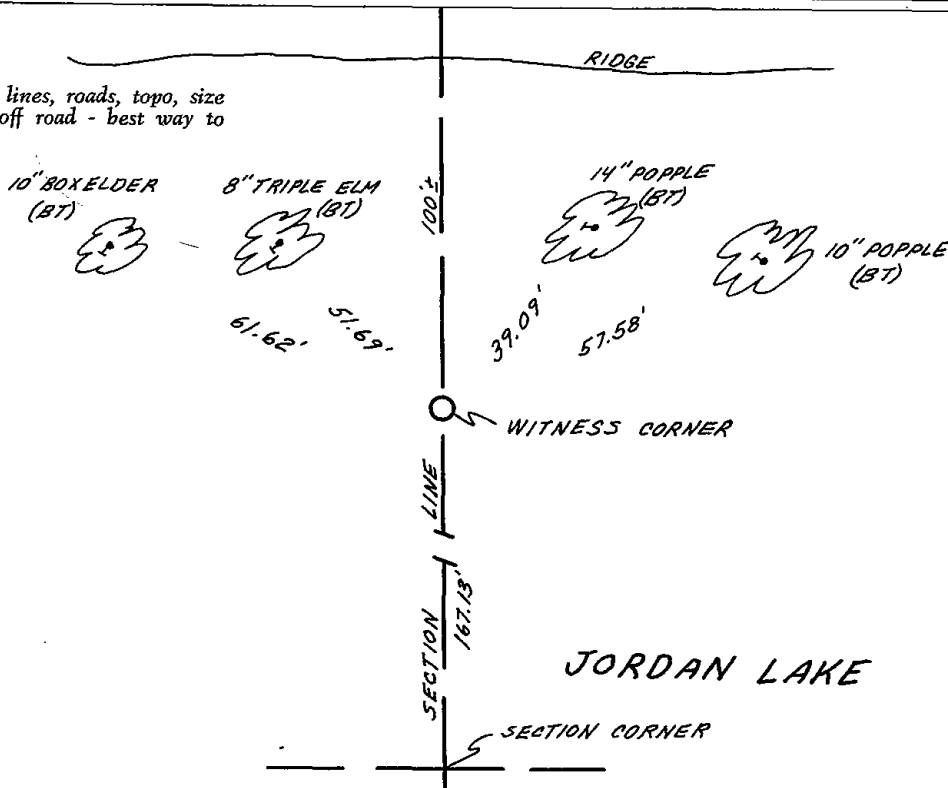 RIDGE
lines, roads, topo, size
off road - best way to
10" BOXELDER
(BT)
8" TRIPLE ELM
(BT)
100'±
14" POPPLE
(BT)
10" POPPLE
(BT)
61.62'
51.69'
39.09'
57.58'
WITNESS CORNER
SECTION LINE
167.13'
JORDAN LAKE
SECTION CORNER